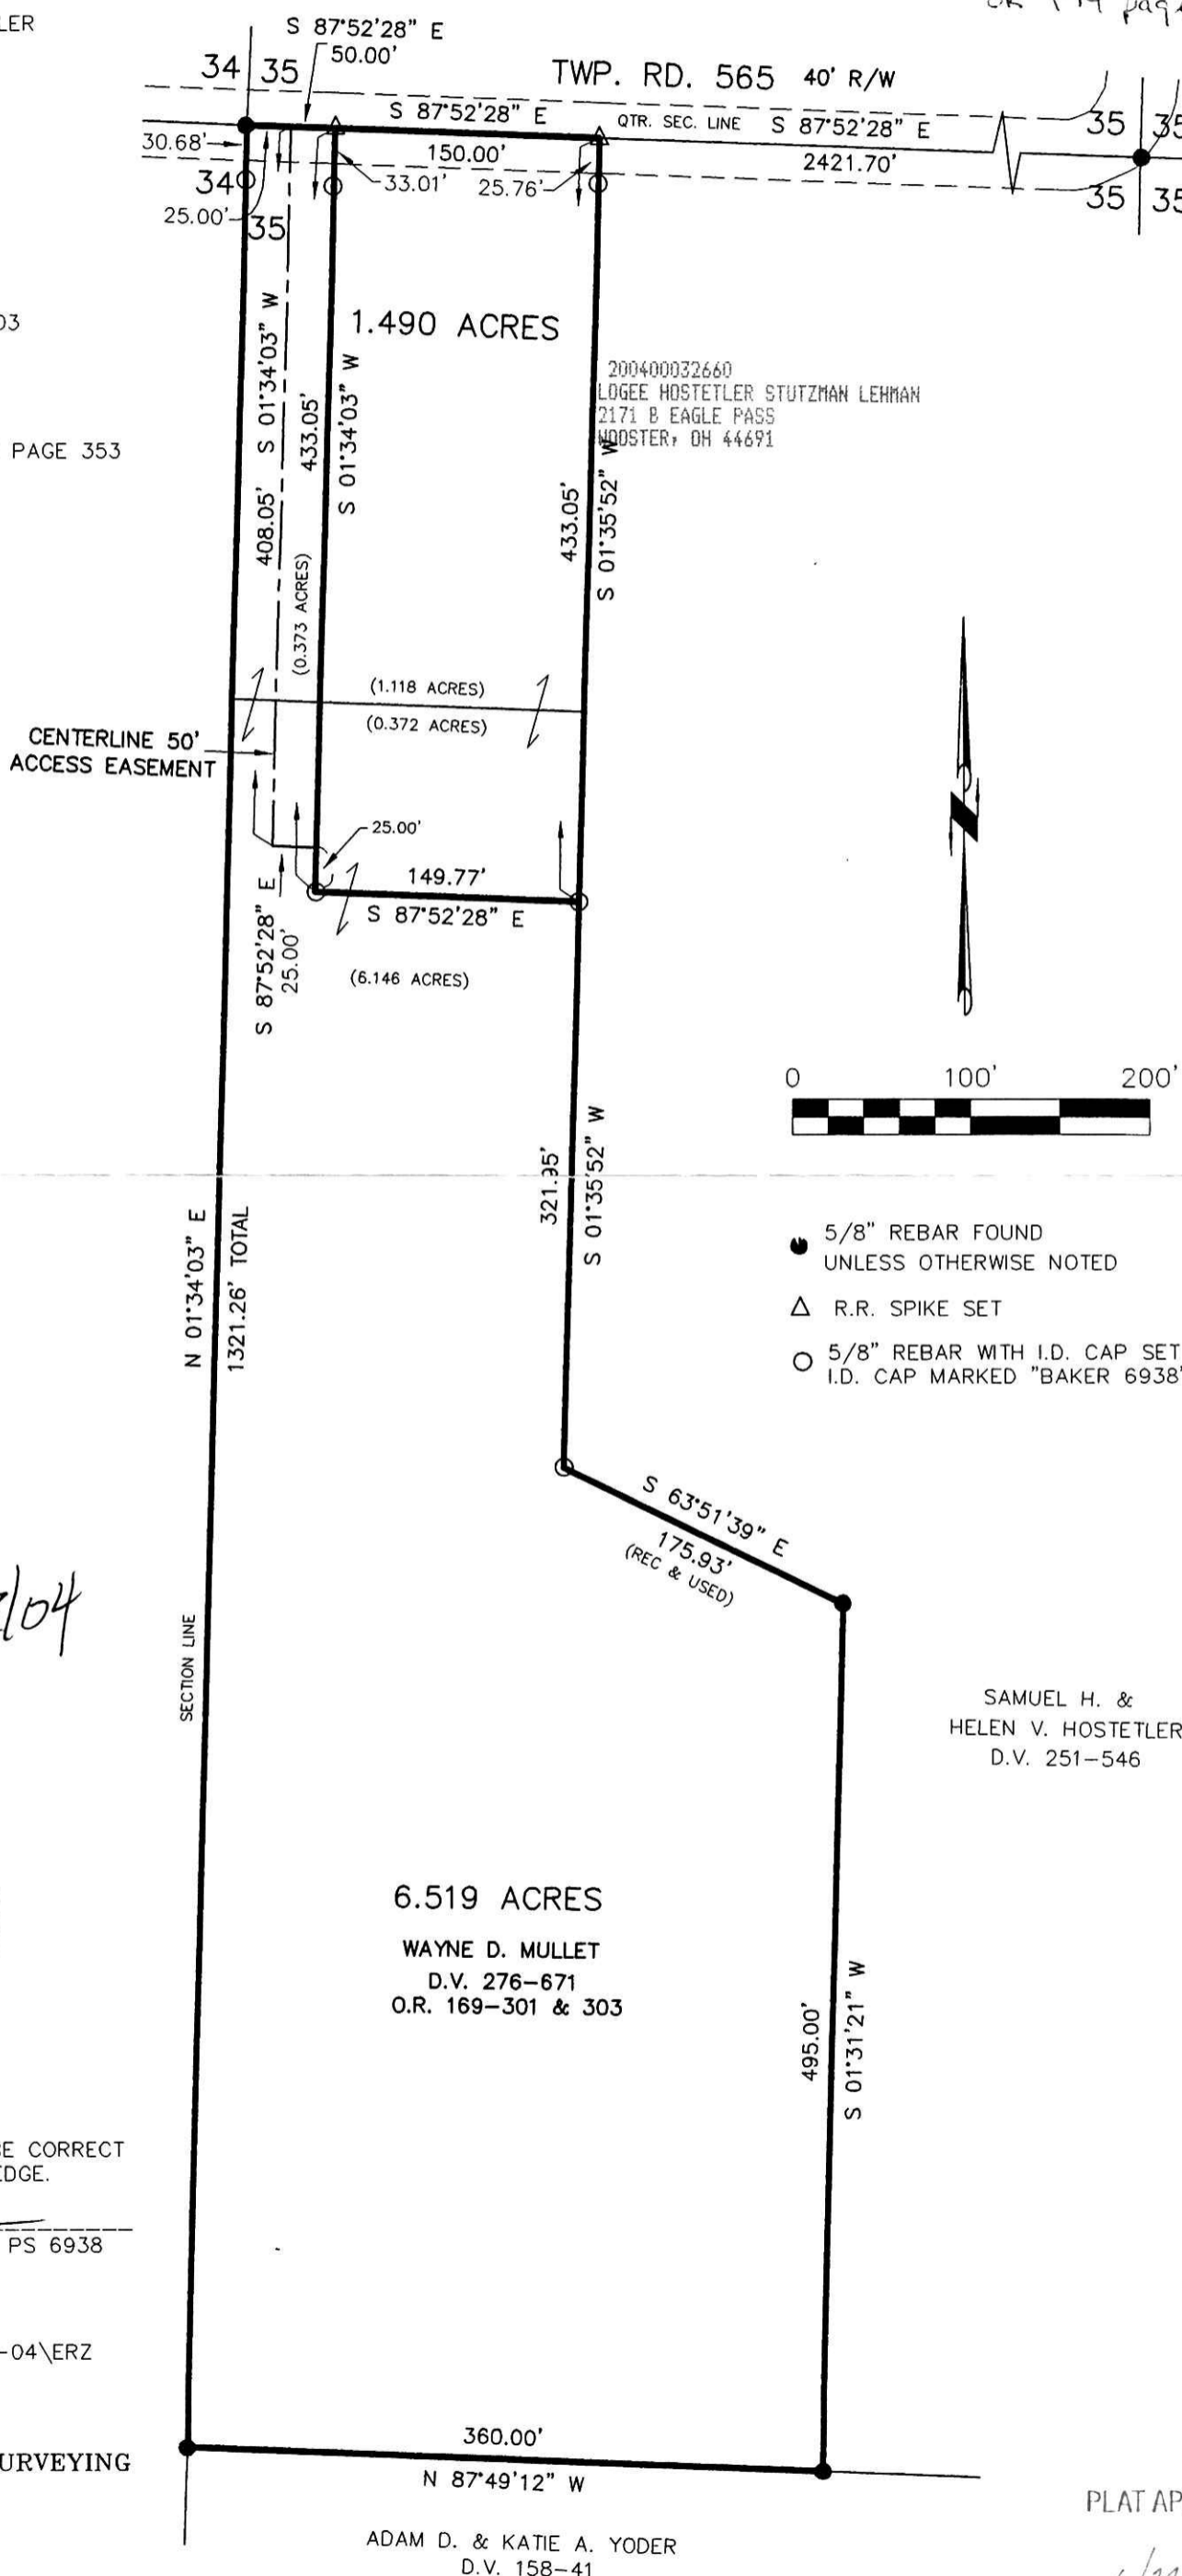 LER
page
S 87°52'28" E
50.00'
34 35
TWP. RD. 565 40' R/W
S 87°52'28" E
QTR. SEC. LINE S 87°52'28" E
35 35
30.68'
150.00'
2421.70'
34
33.01'
25.76'
35 35
25.00'
35
03
1.490 ACRES
S 01°34'03" W
408.05'
433.05'
S 01°34'03" W
200400032660
LOGEE HOSTETLER STUTZMAN LEHMAN
2171 B EAGLE PASS
WOOSTER, OH 44691
PAGE 353
433.05'
S 01°35'52" W
(0.373 ACRES)
(1.118 ACRES)
(0.372 ACRES)
CENTERLINE 50'
ACCESS EASEMENT
25.00'
149.77'
S 87°52'28" E
S 87°52'28" E
25.00'
(6.146 ACRES)
0 100' 200'
321.95'
S 01°35'52" W
N 01°34'03" E
1321.26' TOTAL
5/8" REBAR FOUND
UNLESS OTHERWISE NOTED
R.R. SPIKE SET
5/8" REBAR WITH I.D. CAP SET
I.D. CAP MARKED "BAKER 6938"
S 63°51'39" E
175.93'
(REC & USED)
/04
SECTION LINE
SAMUEL H. &
HELEN V. HOSTETLER
D.V. 251-546
6.519 ACRES
WAYNE D. MULLET
D.V. 276-671
O.R. 169-301 & 303
495.00'
S 01°31'21" W
E CORRECT
EDGE.
PS 6938
-04\ERZ
URVEYING
360.00'
N 87°49'12" W
PLAT AP
ADAM D. & KATIE A. YODER
D.V. 158-41